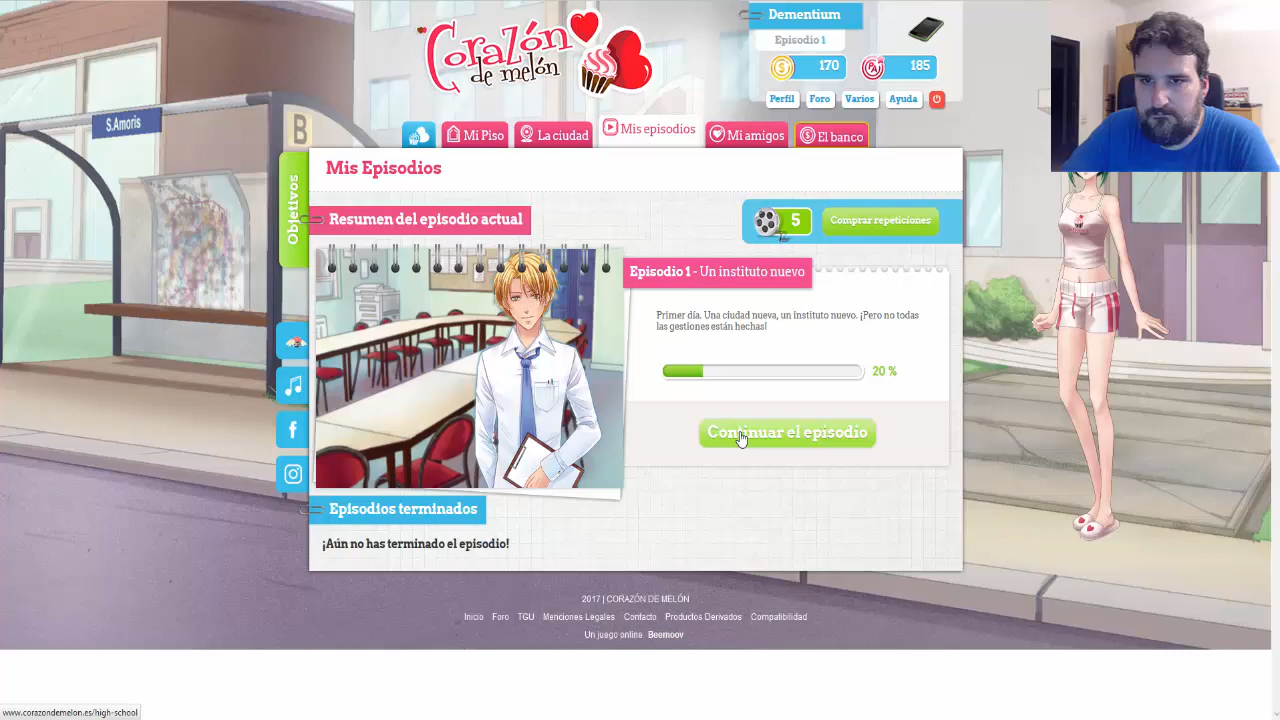 Corazón
de melón
Dementium
Episodio 1
170
185
Perfil
Foro
Varios
Ayuda
S.Amoris
B
Mi Piso
La ciudad
Mis episodios
Mi amigos
El banco
Objetivos
Mis Episodios
Resumen del episodio actual
5
Comprar repeticiones
Episodio 1 - Un instituto nuevo
Primer día. Una ciudad nueva, un instituto nuevo. ¡Pero no todas
las gestiones están hechas!
20 %
Continuar el episodio
Episodios terminados
¡Aún no has terminado el episodio!
2017 | CORAZÓN DE MELÓN
Inicio Foro TGU Menciones Legales Contacto Productos Derivados Compatibilidad
Un juego online Beemoov
www.corazondemelon.es/high-school